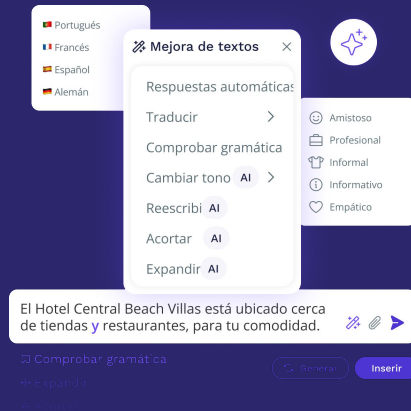 Portugués
Francés
Español
Alemán
Mejora de textos
Respuestas automáticas
Traducir
Comprobar gramática
Cambiar tono AI
Reescribi AI
Acortar AI
Expandir AI
Amistoso
Profesional
Informal
Informativo
Empático
El Hotel Central Beach Villas está ubicado cerca
de tiendas y restaurantes, para tu comodidad.
Comprobar gramática
Generar
Insertar